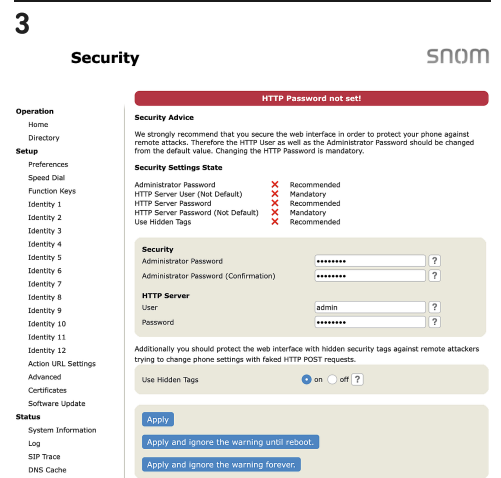 3
Security
snom
HTTP Password not set!
Operation
Home
Directory
Setup
Preferences
Speed Dial
Function Keys
Identity 1
Identity 2
Identity 3
Identity 4
Identity 5
Identity 6
Identity 7
Identity 8
Identity 9
Identity 10
Identity 11
Identity 12
Action URL Settings
Advanced
Certificates
Software Update
Status
System Information
Log
SIP Trace
DNS Cache
Security Advice
We strongly recommend that you secure the web interface in order to protect your phone against
remote attacks. Therefore the HTTP User as well as the Administrator Password should be changed
from the default value. Changing the HTTP Password is mandatory.
Security Settings State
Administrator Password Recommended
HTTP Server User (Not Default) Mandatory
HTTP Server Password Recommended
HTTP Server Password (Not Default) Mandatory
Use Hidden Tags Recommended
Security
Administrator Password •••••••• ?
Administrator Password (Confirmation) •••••••• ?
HTTP Server
User admin ?
Password •••••••• ?
Additionally you should protect the web interface with hidden security tags against remote attackers
trying to change phone settings with faked HTTP POST requests.
Use Hidden Tags on off ?
Apply
Apply and ignore the warning until reboot.
Apply and ignore the warning forever.